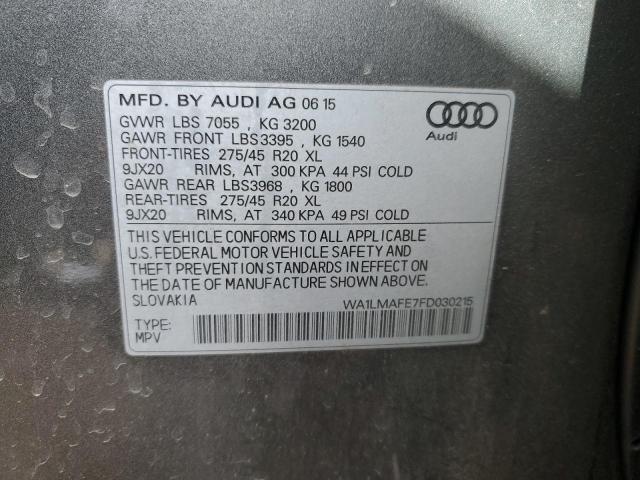 MFD. BY AUDI AG 06 15
Audi
GVWR LBS 7055 , KG 3200
GAWR FRONT LBS3395 , KG 1540
FRONT-TIRES 275/45 R20 XL
9JX20 RIMS, AT 300 KPA 44 PSI COLD
GAWR REAR LBS3968 , KG 1800
REAR-TIRES 275/45 R20 XL
9JX20 RIMS, AT 340 KPA 49 PSI COLD
THIS VEHICLE CONFORMS TO ALL APPLICABLE
U.S. FEDERAL MOTOR VEHICLE SAFETY AND
THEFT PREVENTION STANDARDS IN EFFECT ON
THE DATE OF MANUFACTURE SHOWN ABOVE.
SLOVAKIA WA1LMAFE7FD030215
TYPE:
MPV